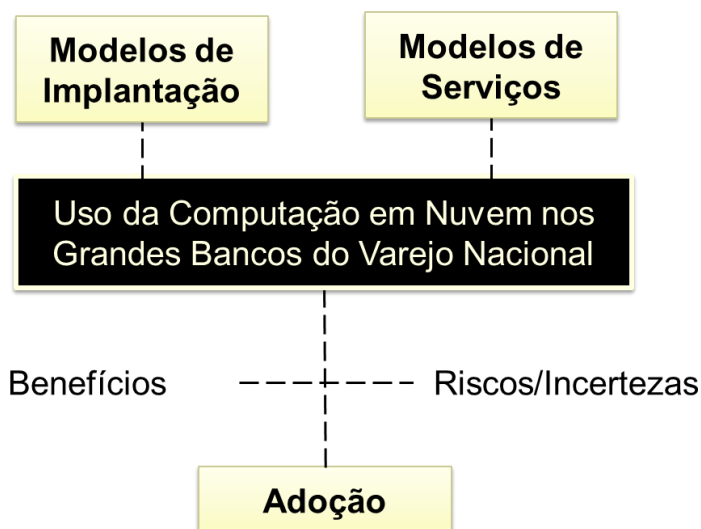 Modelos de
Implantação
Modelos de
Serviços
Uso da Computação em Nuvem nos
Grandes Bancos do Varejo Nacional
Benefícios
Riscos/Incertezas
Adoção